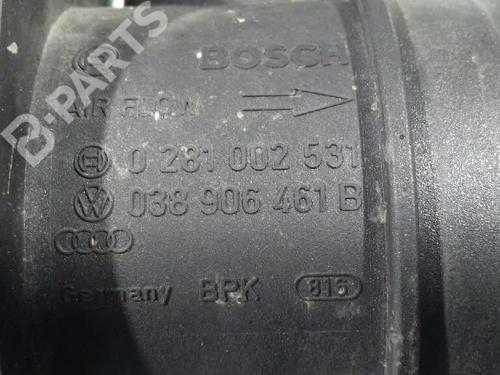 BOSCH
AIR FLOW
0 281 002 531
038 906 461 B
Germany BPK 816
B-PARTS